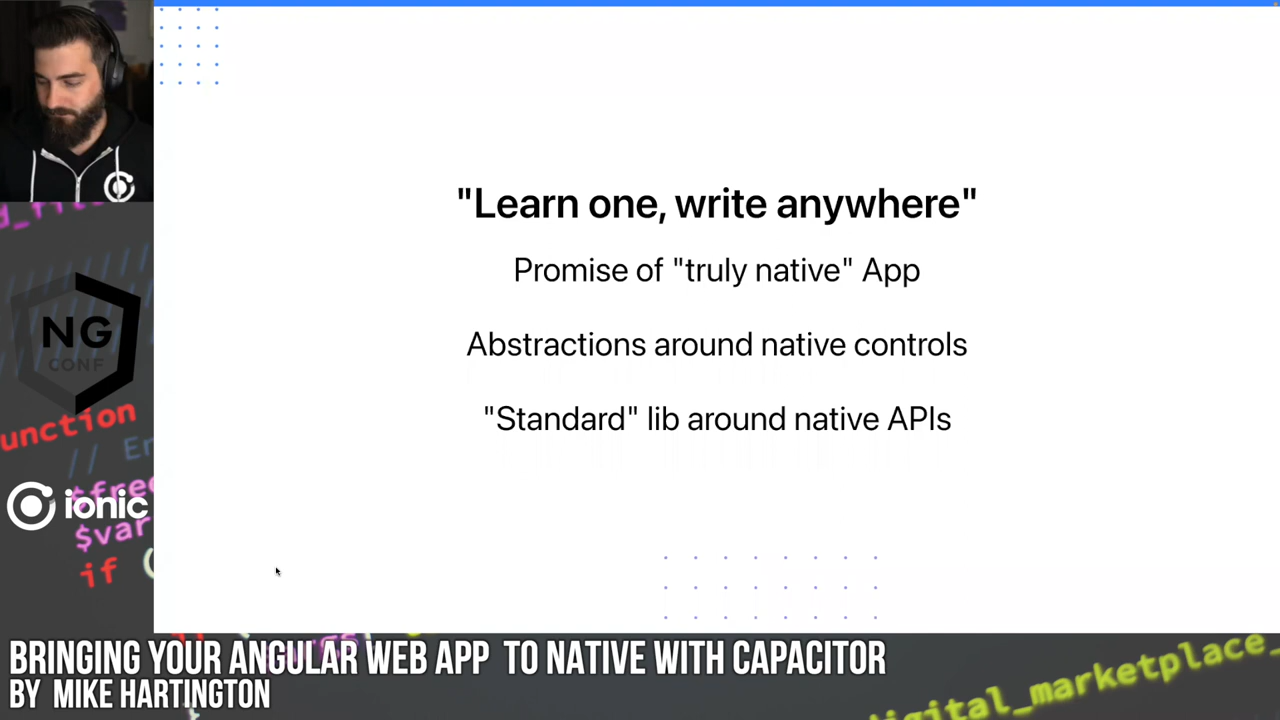 "Learn one, write anywhere"
Promise of "truly native" App
Abstractions around native controls
"Standard" lib around native APIs
NG
CONF
unction
//
ionic
$var
if (
BRINGING YOUR ANGULAR WEB APP TO NATIVE WITH CAPACITOR
BY MIKE HARTINGTON
digital_marketplace_